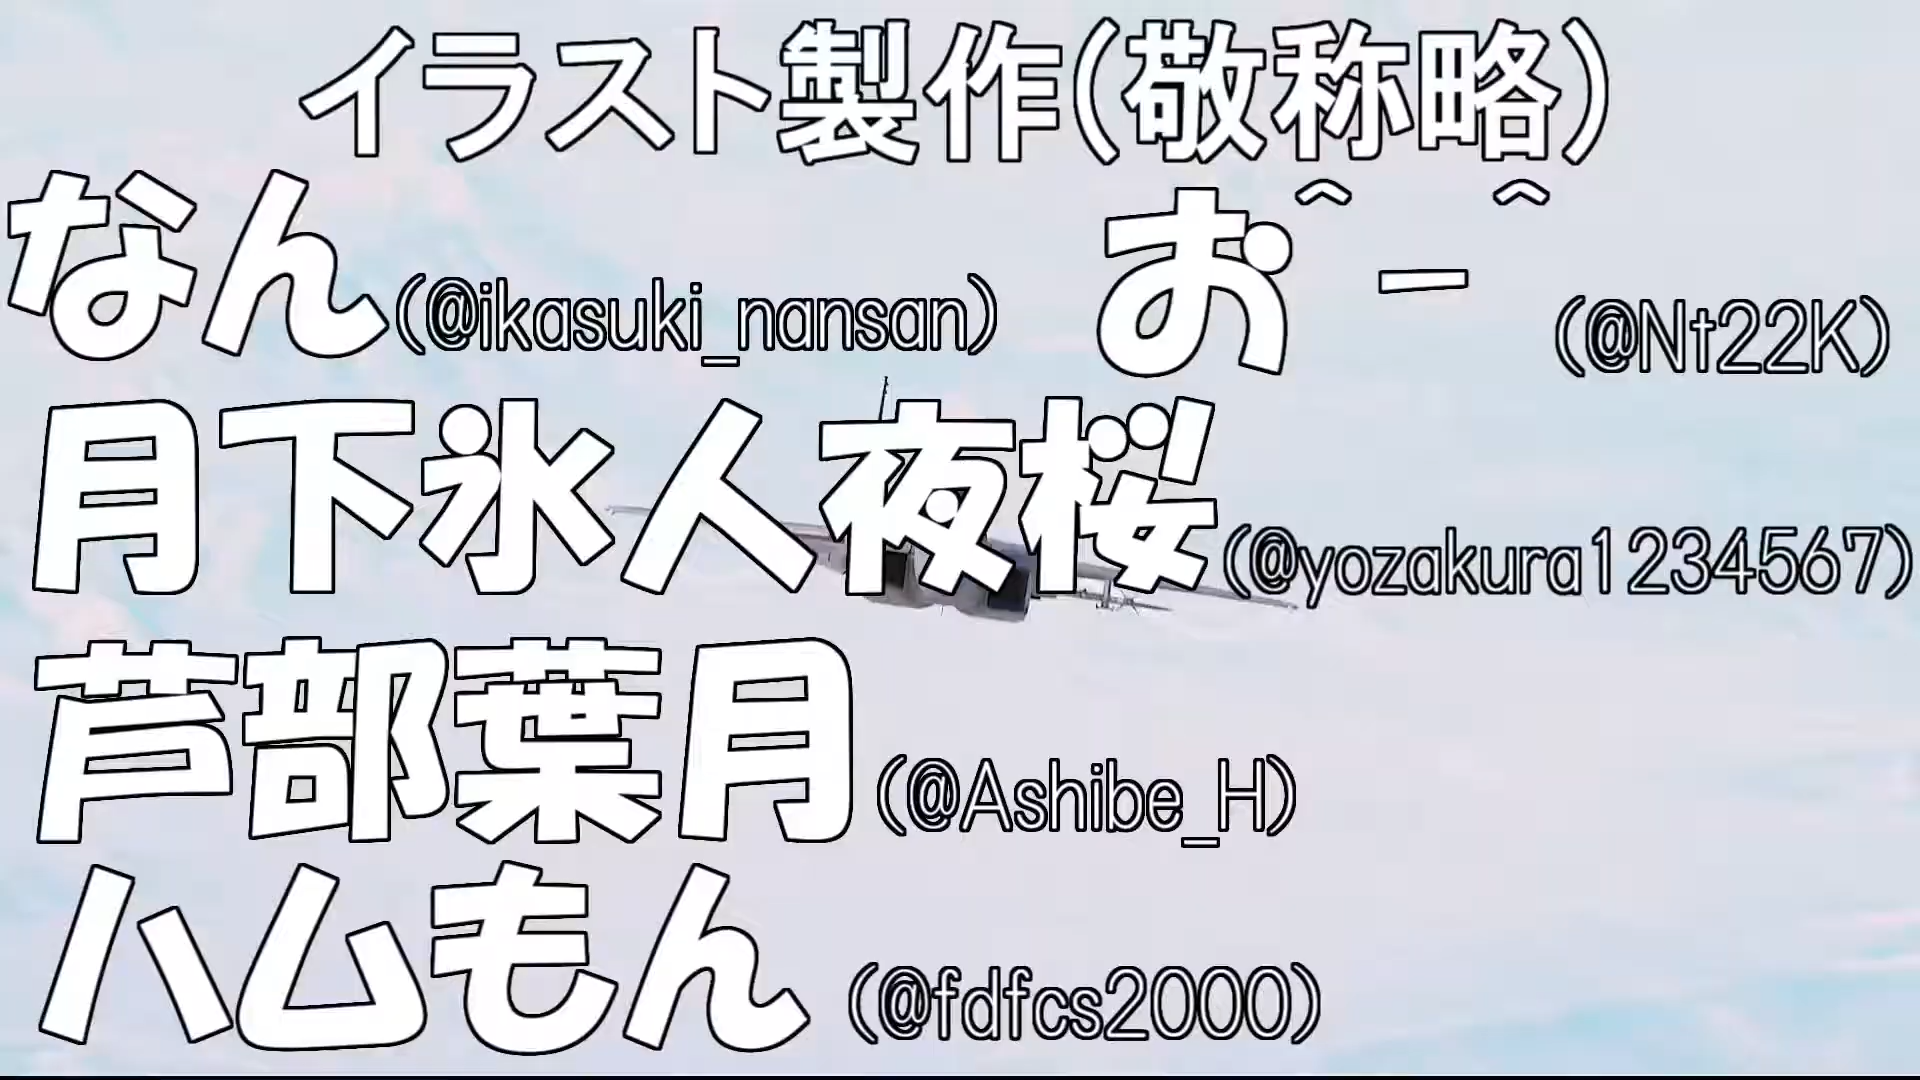 イラスト製作(敬称略)
なん(@ikasuki_nansan) お^-^(@Nt22K)
月下氷人夜桜(@yozakura1234567)
芦部葉月(@Ashibe_H)
ハムもん(@fdfcs2000)